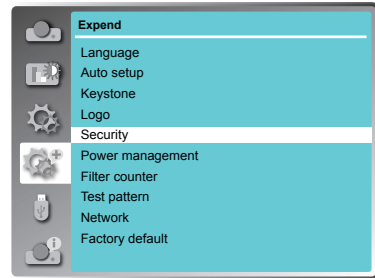 Expend
Language
Auto setup
Keystone
Logo
Security
Power management
Filter counter
Test pattern
Network
Factory default